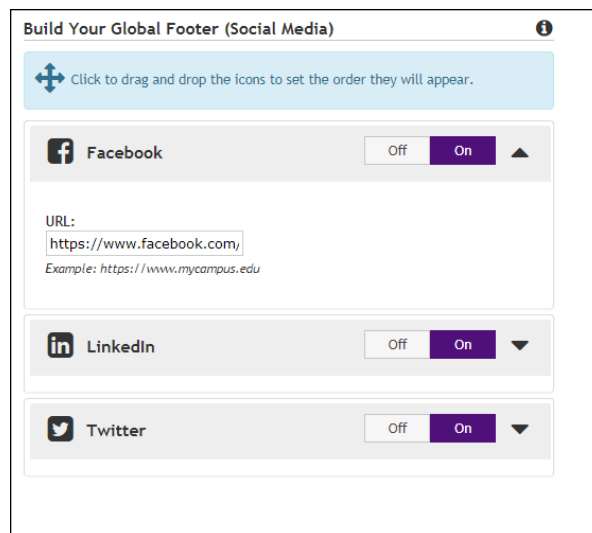 Build Your Global Footer (Social Media)
Click to drag and drop the icons to set the order they will appear.
Facebook Off On
URL:
https://www.facebook.com/
Example: https://www.mycampus.edu
LinkedIn Off On
Twitter Off On